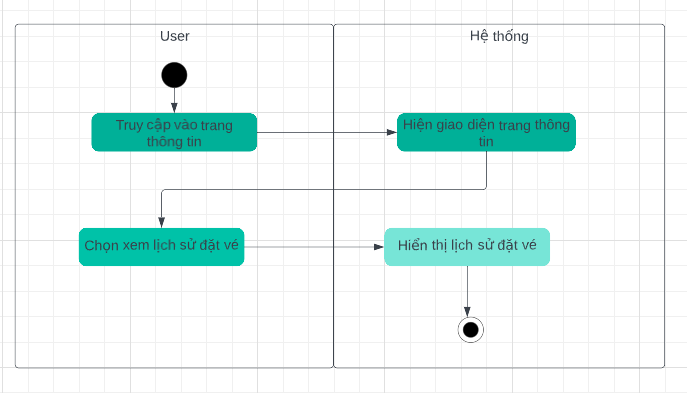 User
Hệ thống
Truy cập vào trang
thông tin
Hiện giao diện trang thông
tin
Chọn xem lịch sử đặt vé
Hiển thị lịch sử đặt vé